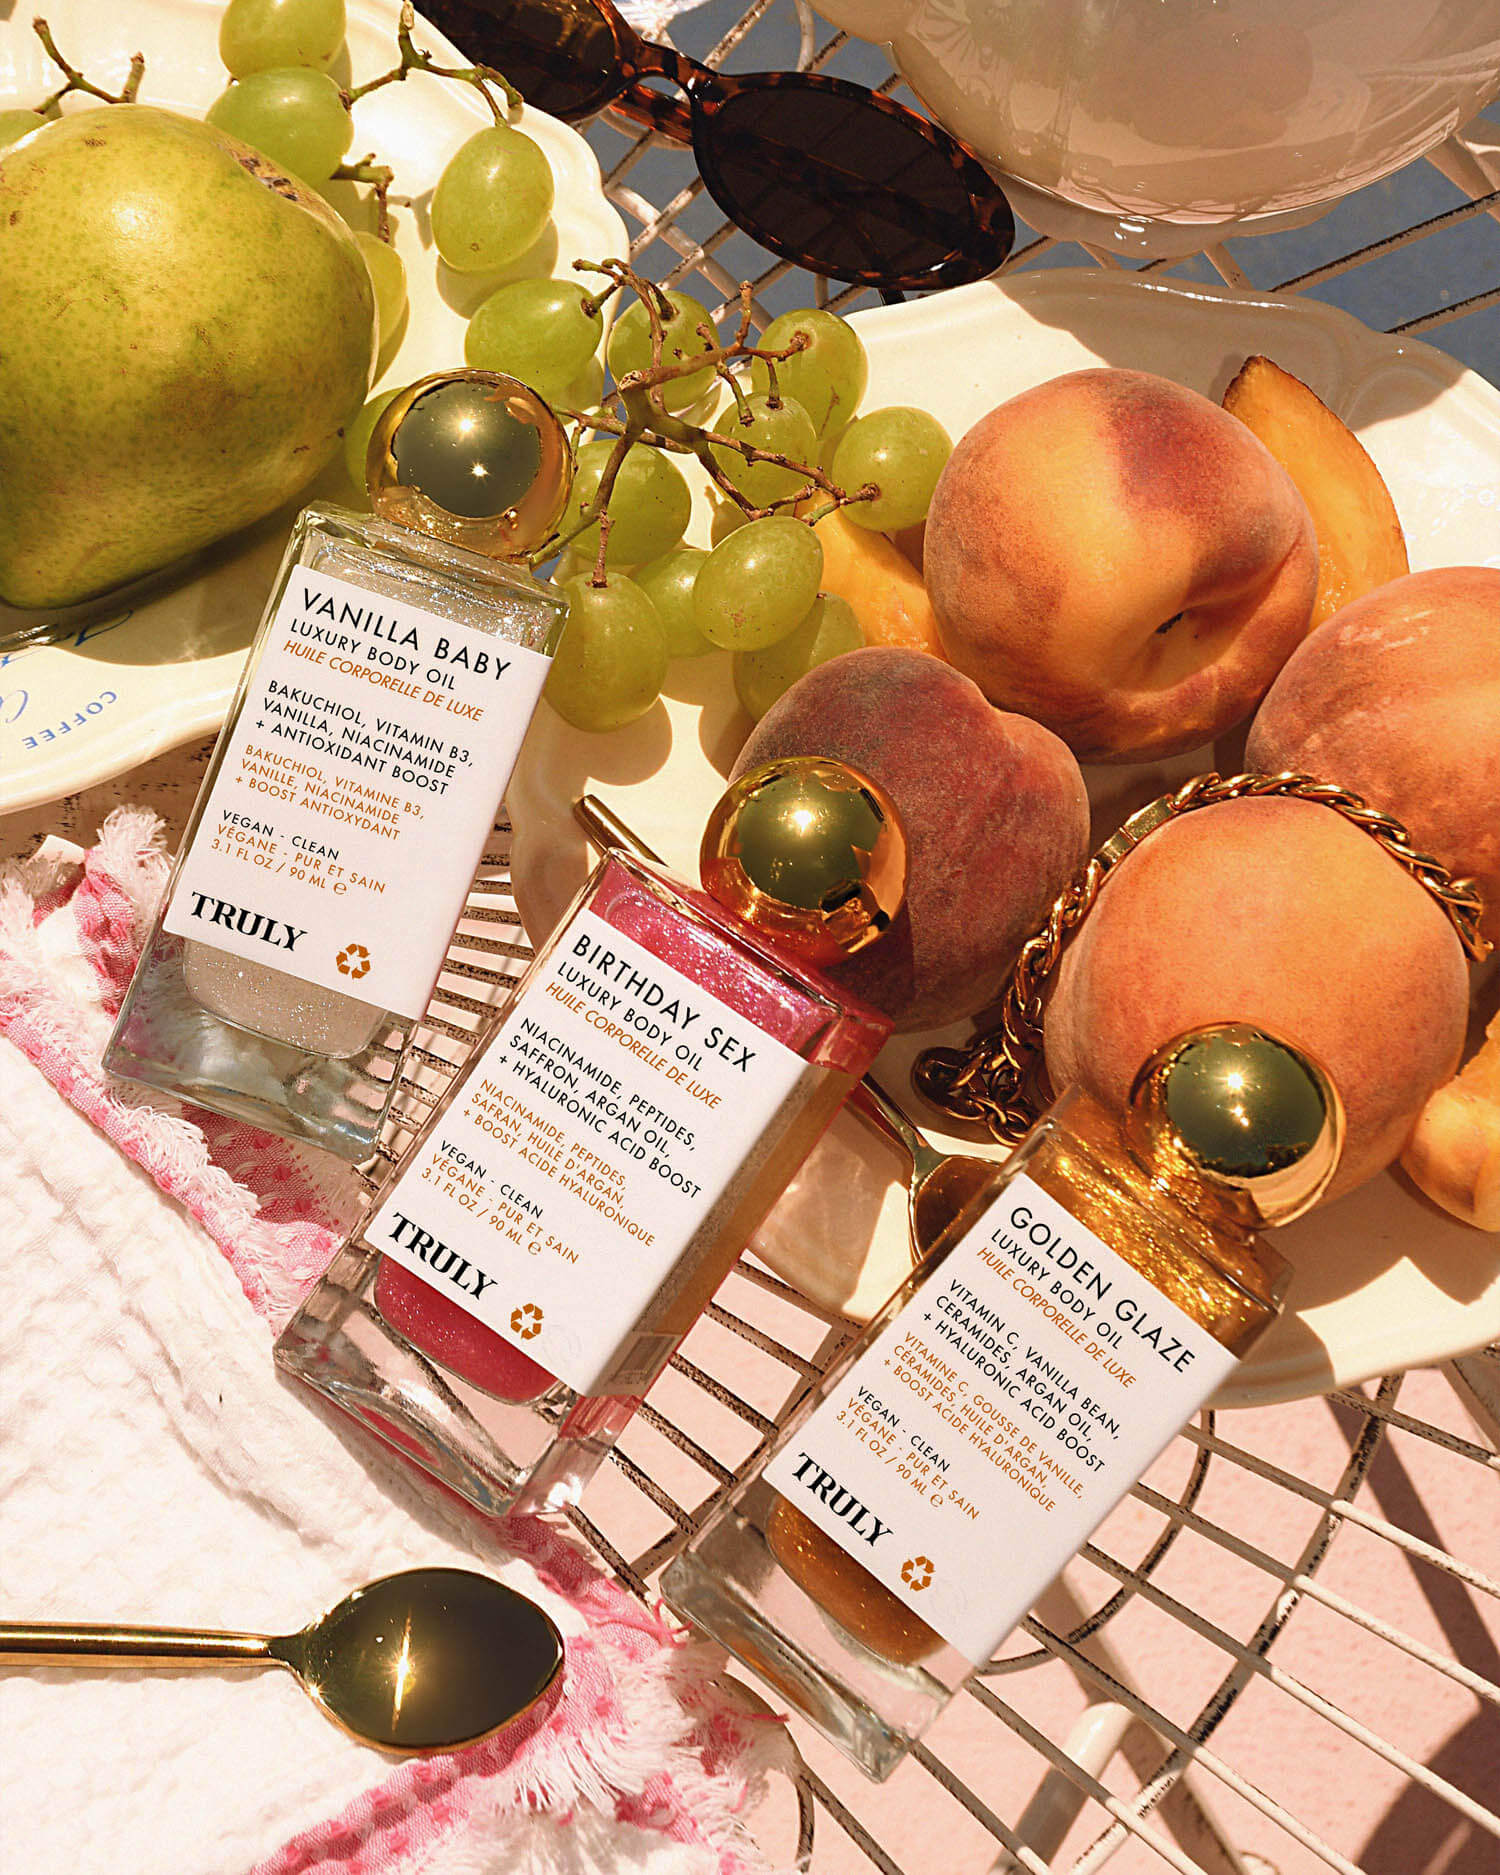 VANILLA BABY
LUXURY BODY OIL
HUILE CORPORELLE DE LUXE
BAKUCHIOL, VITAMIN B3,
VANILLA, NIACINAMIDE
+ ANTIOXIDANT BOOST
BAKUCHIOL, VITAMINE B3,
VANILLE, NIACINAMIDE
+ BOOST ANTIOXYDANT
VEGAN - CLEAN
VÉGANE - PUR ET SAIN
3.1 FL OZ / 90 ML ℮
TRULY
BIRTHDAY SEX
LUXURY BODY OIL
HUILE CORPORELLE DE LUXE
NIACINAMIDE, PEPTIDES,
SAFFRON, ARGAN OIL,
+ HYALURONIC ACID BOOST
NIACINAMIDE, PEPTIDES,
SAFRAN, HUILE D'ARGAN,
+ BOOST, ACIDE HYALURONIQUE
VEGAN - CLEAN
VÉGANE - PUR ET SAIN
3.1 FL OZ / 90 ML ℮
TRULY
GOLDEN GLAZE
LUXURY BODY OIL
HUILE CORPORELLE DE LUXE
VITAMIN C, VANILLA BEAN,
CERAMIDES, ARGAN OIL,
+ HYALURONIC ACID BOOST
VITAMINE C, GOUSSE DE VANILLE,
CÉRAMIDES, HUILE D'ARGAN,
+ BOOST ACIDE HYALURONIQUE
VEGAN - CLEAN
VÉGANE - PUR ET SAIN
3.1 FL OZ / 90 ML ℮
TRULY
COFFEE